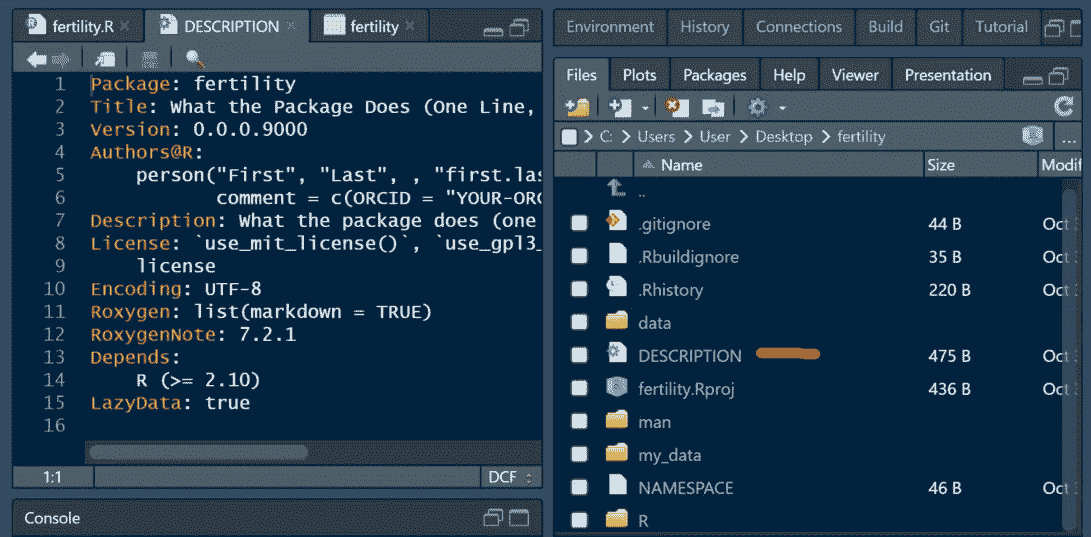 fertility.R
DESCRIPTION
fertility
1 Package: fertility
2 Title: What the Package Does (One Line,
3 Version: 0.0.0.9000
4 Authors@R:
5 person("First", "Last", , "first.las
6 comment = c(ORCID = "YOUR-ORC
7 Description: What the package does (one
8 License: `use_mit_license()`, `use_gpl3_
9 license
10 Encoding: UTF-8
11 Roxygen: list(markdown = TRUE)
12 RoxygenNote: 7.2.1
13 Depends:
14 R (>= 2.10)
15 LazyData: true
16
1:1 DCF
Console
Environment History Connections Build Git Tutorial
Files Plots Packages Help Viewer Presentation
C: > Users > User > Desktop > fertility ...
Name Size Modif
..
.gitignore 44 B Oct
.Rbuildignore 35 B Oct
.Rhistory 220 B Oct
data
DESCRIPTION 475 B Oct
fertility.Rproj 436 B Oct
man
my_data
NAMESPACE 46 B Oct
R